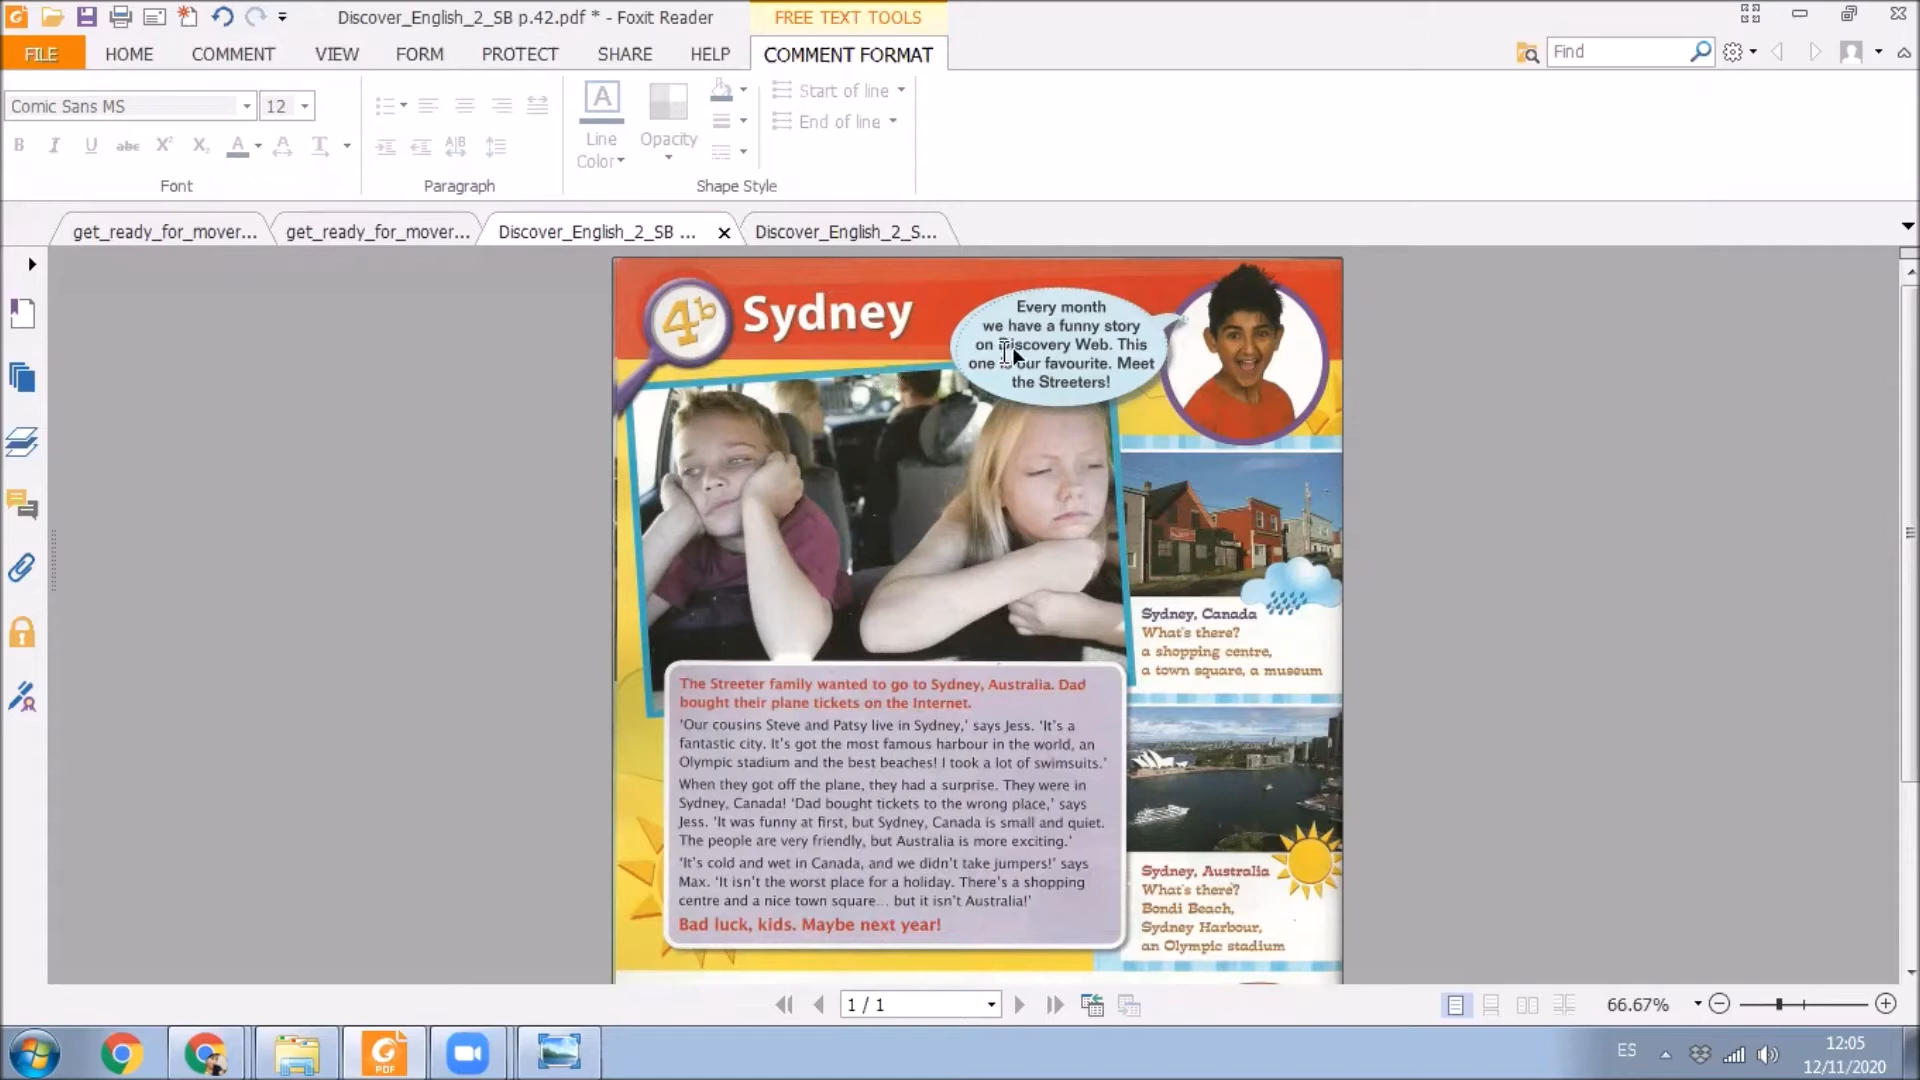 Discover_English_2_SB p.42.pdf * - Foxit Reader
FREE TEXT TOOLS
FILE HOME COMMENT VIEW FORM PROTECT SHARE HELP COMMENT FORMAT
Find
Comic Sans MS 12
Start of line
End of line
B I U abc X² X₂ A A T
A|B
A
Line
Color
Opacity
Font Paragraph Shape Style
get_ready_for_mover...
get_ready_for_mover...
Discover_English_2_SB ...
Discover_English_2_S...
4b Sydney
Every month
we have a funny story
on Discovery Web. This
one is our favourite. Meet
the Streeters!
The Streeter family wanted to go to Sydney, Australia. Dad
bought their plane tickets on the Internet.
'Our cousins Steve and Patsy live in Sydney,' says Jess. 'It's a
fantastic city. It's got the most famous harbour in the world, an
Olympic stadium and the best beaches! I took a lot of swimsuits.'
When they got off the plane, they had a surprise. They were in
Sydney, Canada! 'Dad bought tickets to the wrong place,' says
Jess. 'It was funny at first, but Sydney, Canada is small and quiet.
The people are very friendly, but Australia is more exciting.'
'It's cold and wet in Canada, and we didn't take jumpers!' says
Max. 'It isn't the worst place for a holiday. There's a shopping
centre and a nice town square... but it isn't Australia!'
Bad luck, kids. Maybe next year!
Sydney, Canada
What's there?
a shopping centre,
a town square, a museum
Sydney, Australia
What's there?
Bondi Beach,
Sydney Harbour,
an Olympic stadium
1 / 1
66.67%
PDF
ES
12:05
12/11/2020